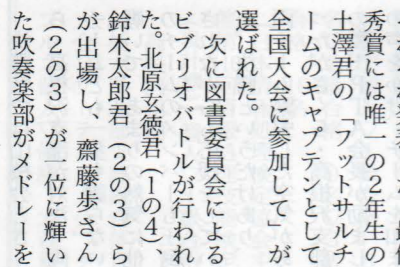 秀賞には唯一の2年生の
土澤君の「フットサルチ
ームのキャプテンとして
全国大会に参加して」が
選ばれた。
　次に図書委員会による
ビブリオバトルが行われ
た。北原玄徳君（1の4）
鈴木太郎君（2の3）ら
が出場し、齋藤歩さん
（2の3）が一位に輝い
た吹奏楽部がメドレーを